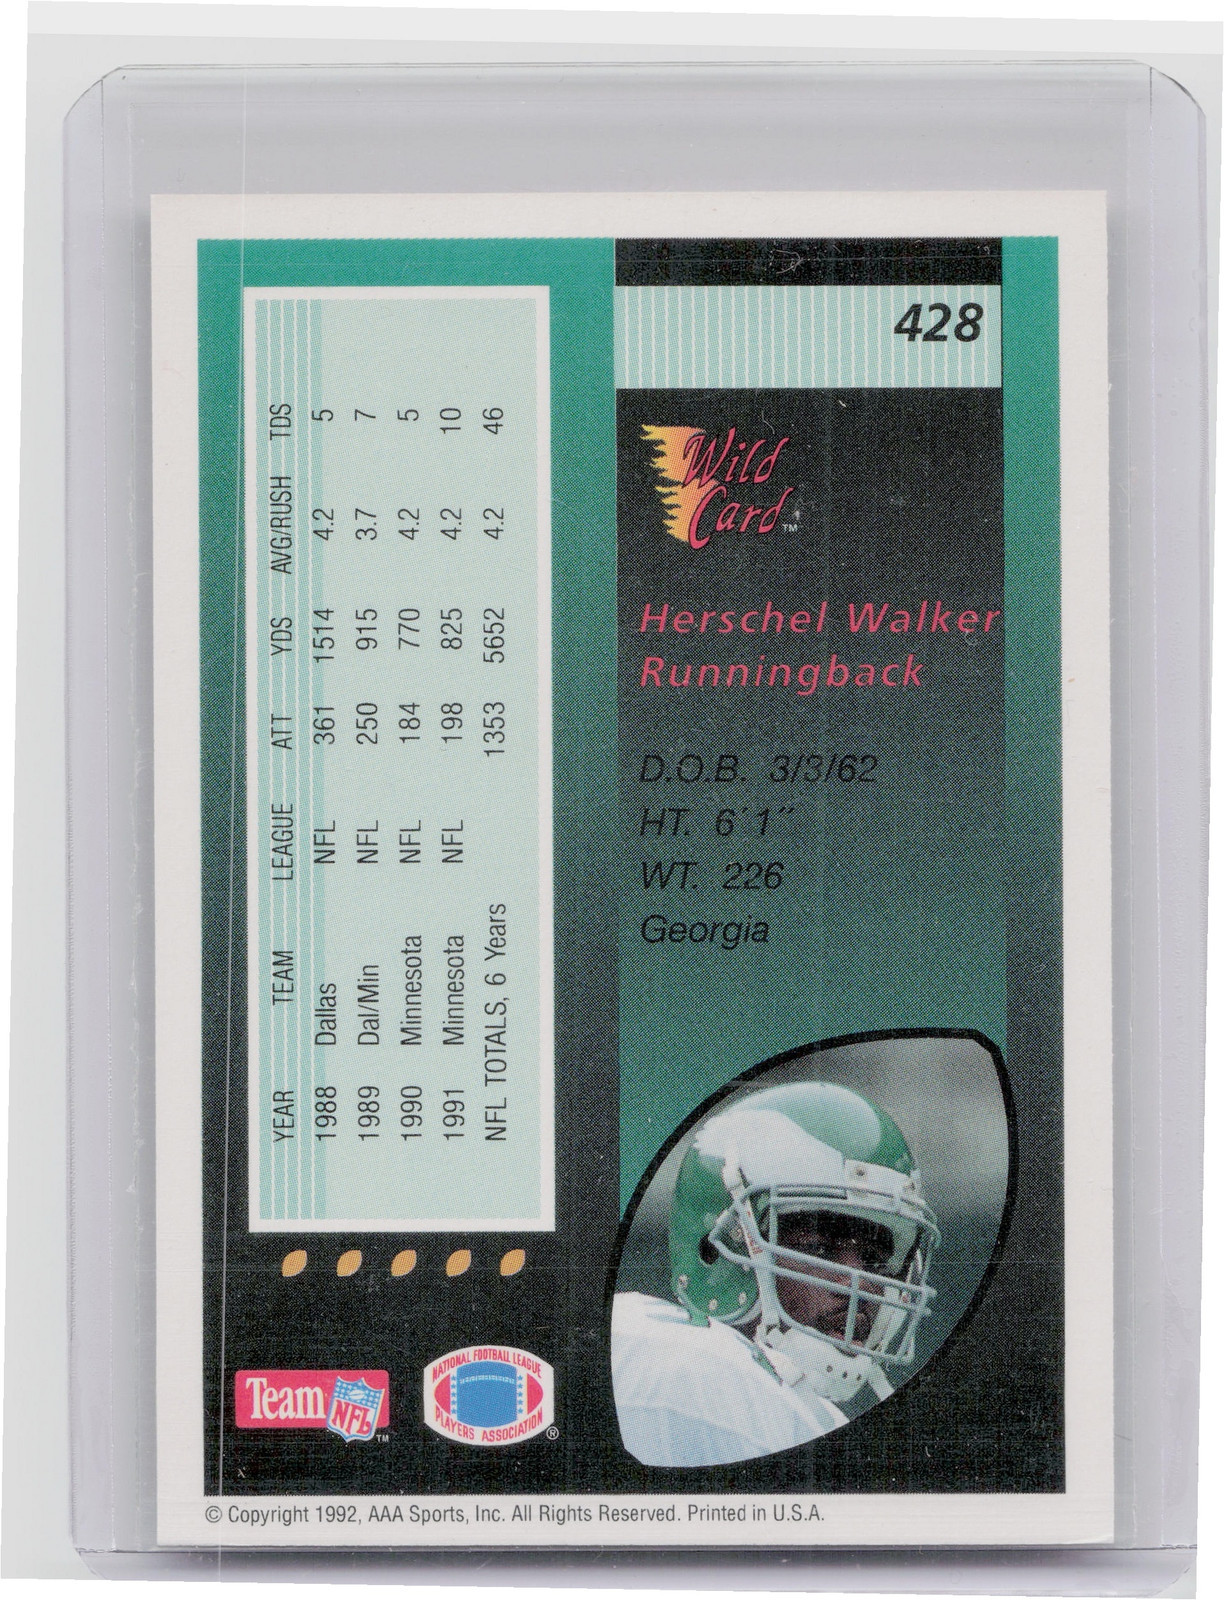 428
Wild
Card™
Herschel Walker
Runningback
D.O.B. 3/3/62
HT. 6´1˝
WT. 226
Georgia
YEAR TEAM LEAGUE ATT YDS AVG/RUSH TDS
1988 Dallas NFL 361 1514 4.2 5
1989 Dal/Min NFL 250 915 3.7 7
1990 Minnesota NFL 184 770 4.2 5
1991 Minnesota NFL 198 825 4.2 10
NFL TOTALS, 6 Years 1353 5652 4.2 46
Team NFL™
NATIONAL FOOTBALL LEAGUE
PLAYERS ASSOCIATION ®
© Copyright 1992, AAA Sports, Inc. All Rights Reserved. Printed in U.S.A.